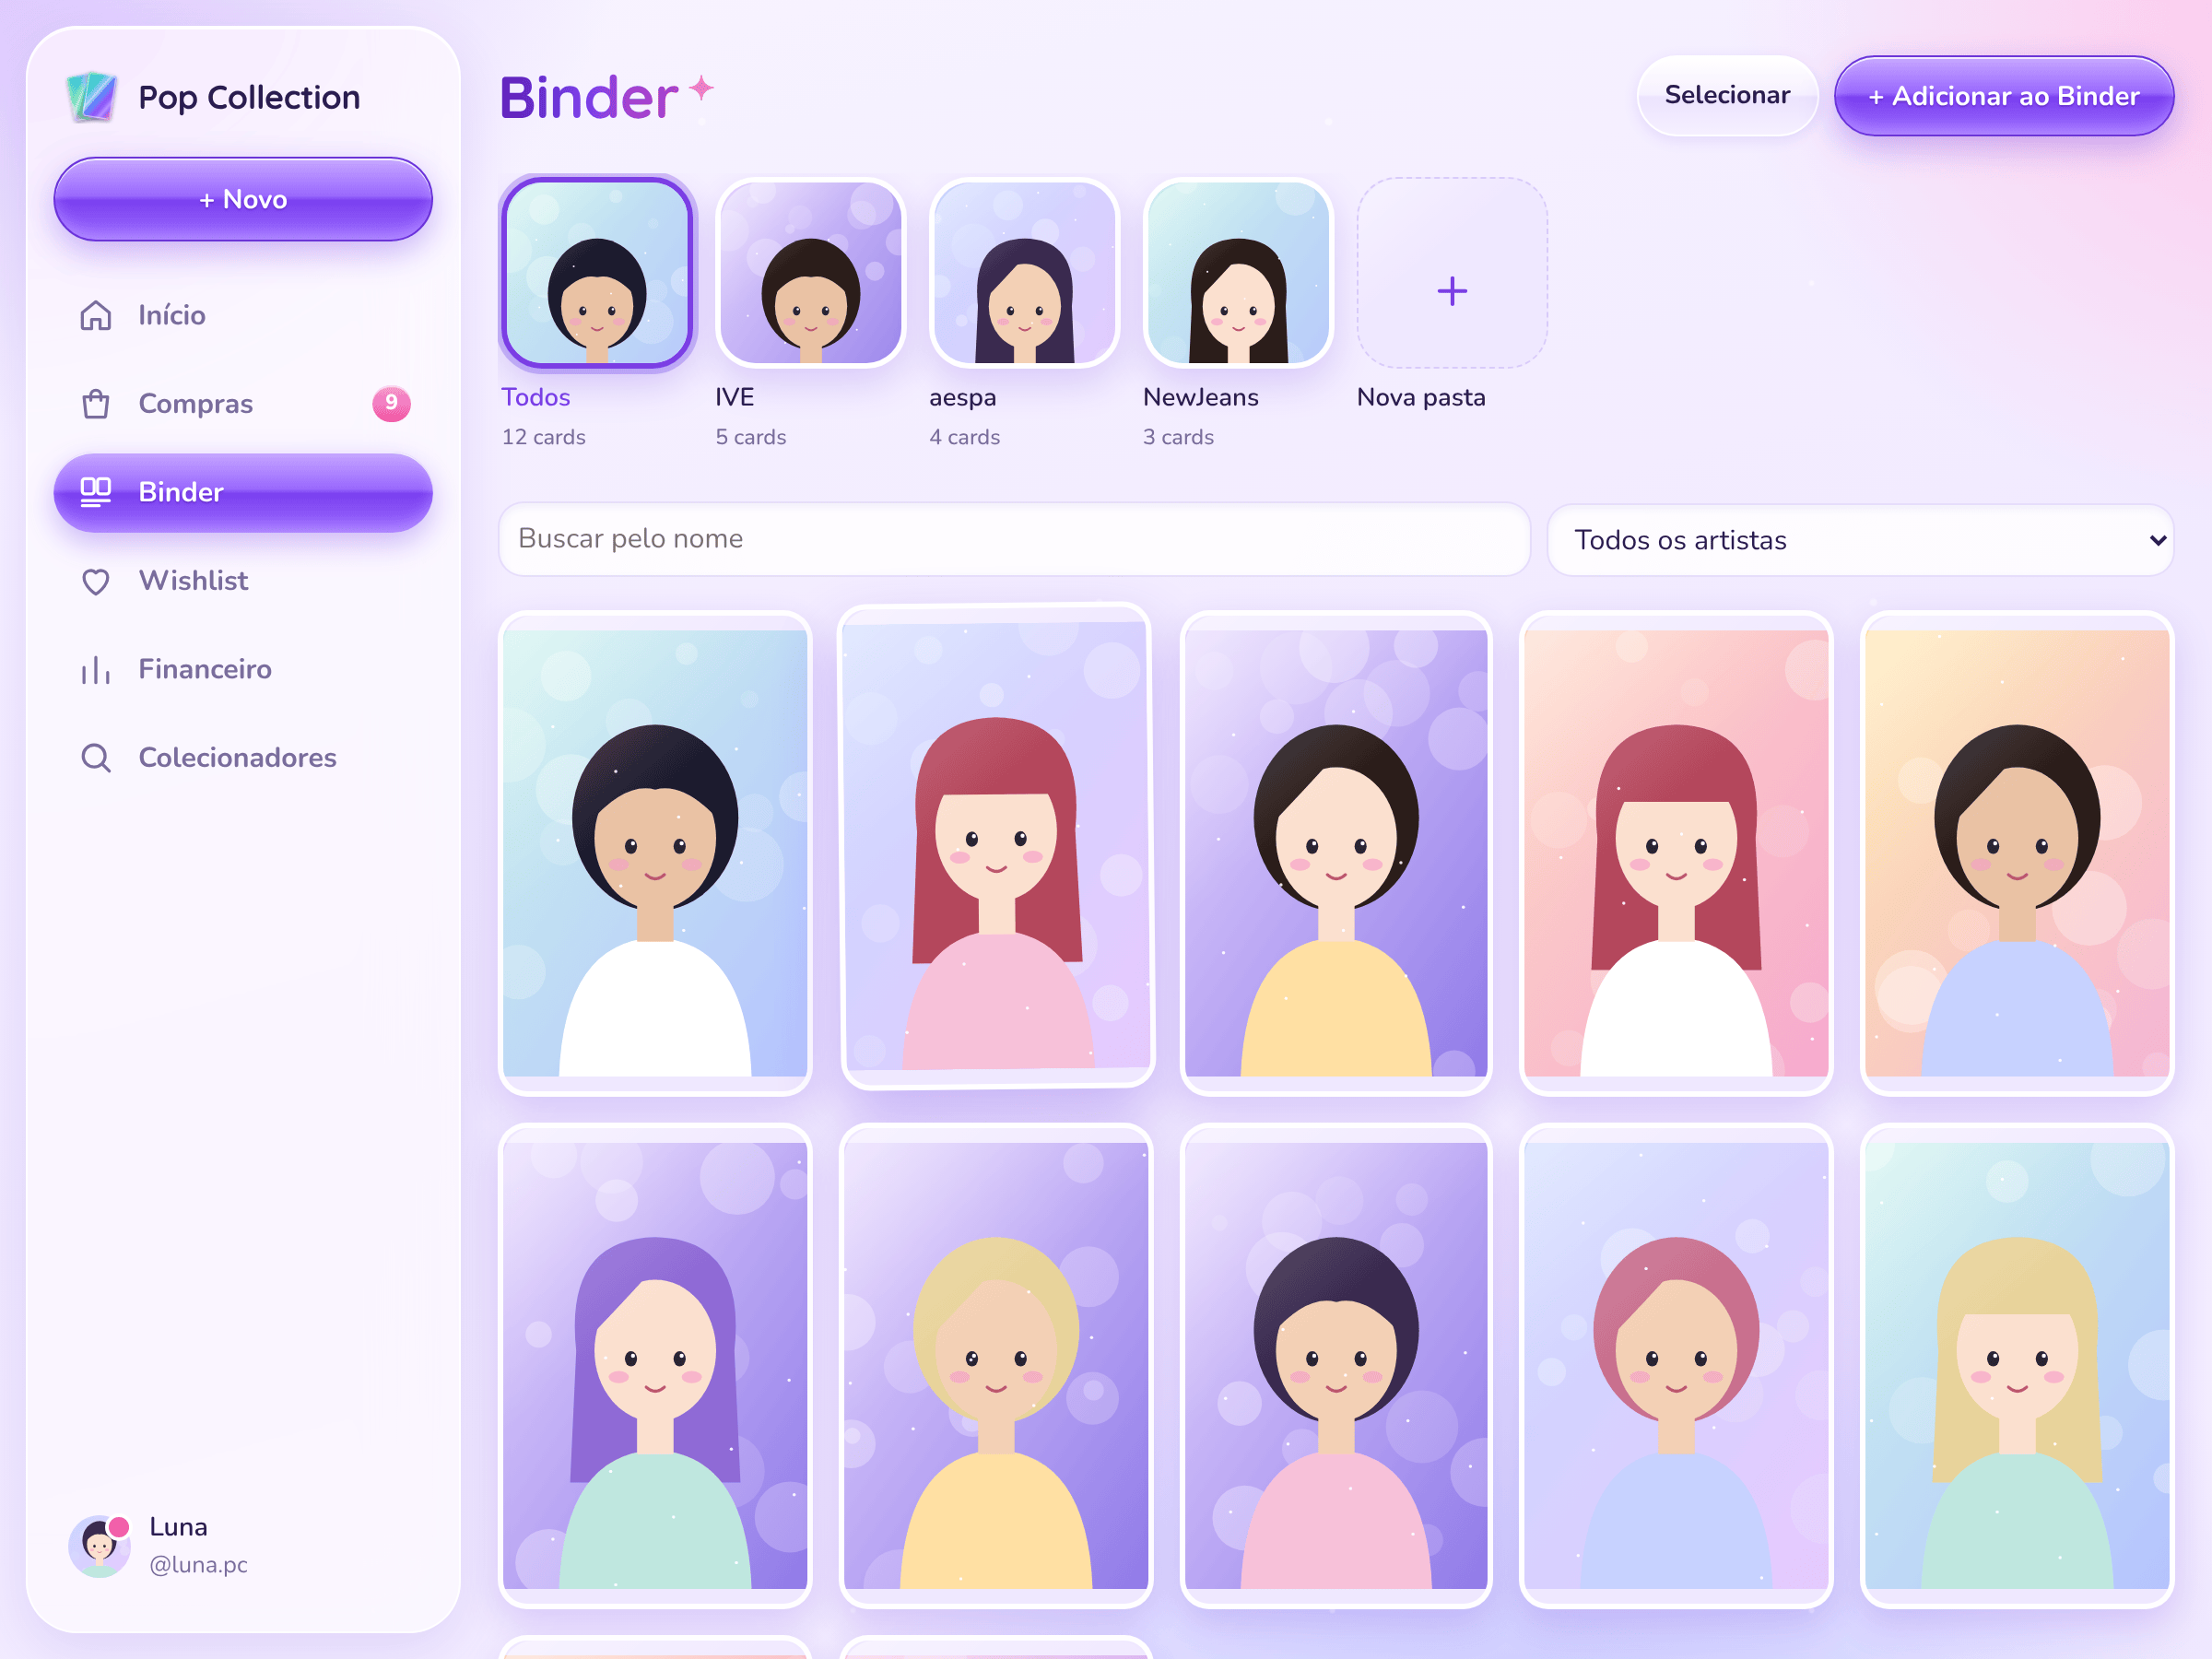 Pop Collection
+ Novo
Início
Compras
9
Binder
Wishlist
Financeiro
Colecionadores
Luna
@luna.pc
Binder
Selecionar
+ Adicionar ao Binder
Todos
12 cards
IVE
5 cards
aespa
4 cards
NewJeans
3 cards
+
Nova pasta
Buscar pelo nome
Todos os artistas